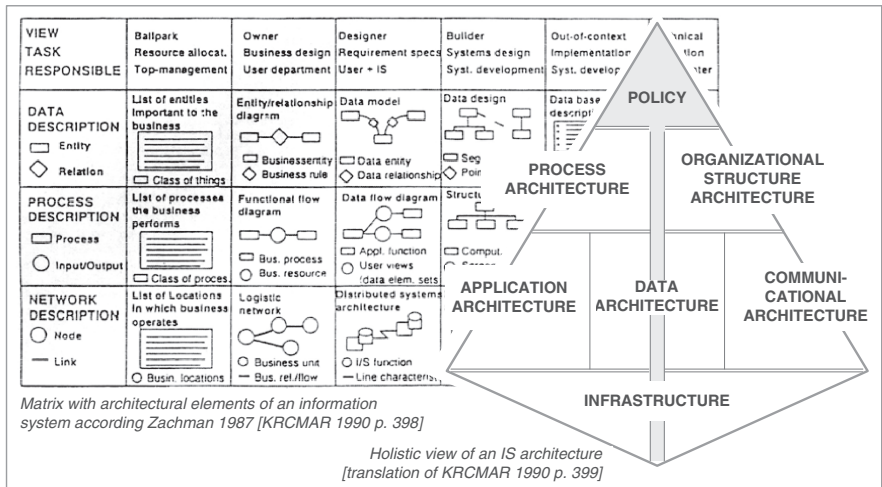 VIEW
TASK
RESPONSIBLE
Ballpark
Resource allocat.
Top-management
Owner
Business design
User department
Designer
Requirement specs
User + IS
Builder
Systems design
Syst. development
Out-of-context
Implementation
Syst. develop
DATA
DESCRIPTION
Entity
Relation
List of entities
Important to the
business
Class of things
Entity/relationship
diagram
Businessentity
Business rule
Data model
Data entity
Data relationship
Data design
Seg
Poin
Data base
descripti
PROCESS
DESCRIPTION
Process
Input/Output
List of processes
the business
performs
Class of proces.
Functional flow
diagram
Bus. process
Bus. resource
Data flow diagram
Appl. function
User views
(data elem. sets
Structu
Comput.
NETWORK
DESCRIPTION
Node
Link
List of Locations
In which business
operates
Busin. locations
Logistic
network
Business unit
Bus. rel./flow
Distributed systems
architecture
I/S function
Line characterist
POLICY
PROCESS
ARCHITECTURE
ORGANIZATIONAL
STRUCTURE
ARCHITECTURE
APPLICATION
ARCHITECTURE
DATA
ARCHITECTURE
COMMUNI-
CATIONAL
ARCHITECTURE
INFRASTRUCTURE
Matrix with architectural elements of an information
system according Zachman 1987 [KRCMAR 1990 p. 398]
Holistic view of an IS architecture
[translation of KRCMAR 1990 p. 399]